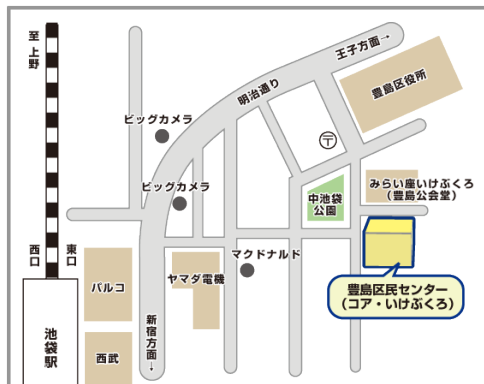 至
上野
王子方面→
明治通り
豊島区役所
ビッグカメラ
〒
ビッグカメラ
中池袋
公園
みらい座いけぶくろ
(豊島公会堂)
西口
東口
マクドナルド
パルコ
ヤマダ電機
豊島区民センター
(コア・いけぶくろ)
池袋駅
西武
新宿方面→